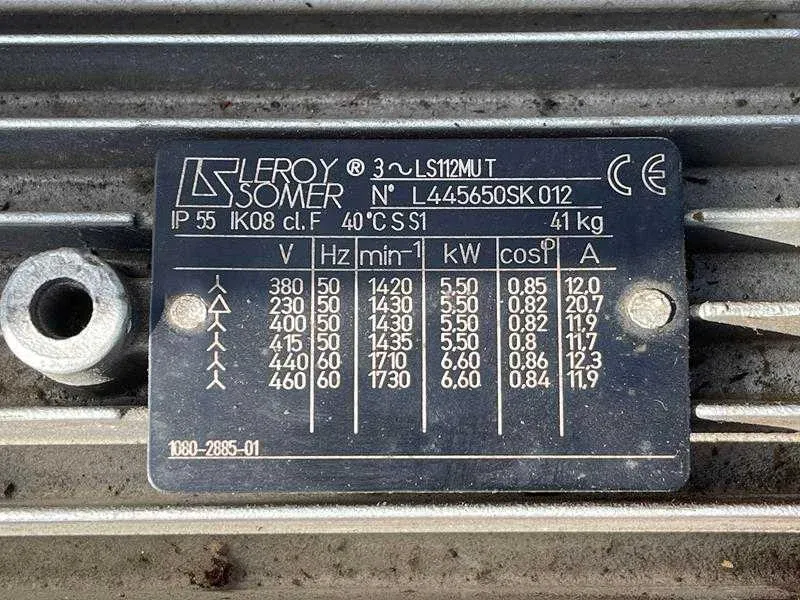 LS LEROY SOMER ® 3~LS112MU T CE
N° L445650SK 012
IP 55 IK08 cl. F 40°C S S1 41 kg
V Hz min-1 kW cosφ A
380 50 1420 5,50 0,85 12,0
230 50 1430 5,50 0,82 20,7
400 50 1430 5,50 0,82 11,9
415 50 1435 5,50 0,8 11,7
440 60 1710 6,60 0,86 12,3
460 60 1730 6,60 0,84 11,9
1080-2885-01